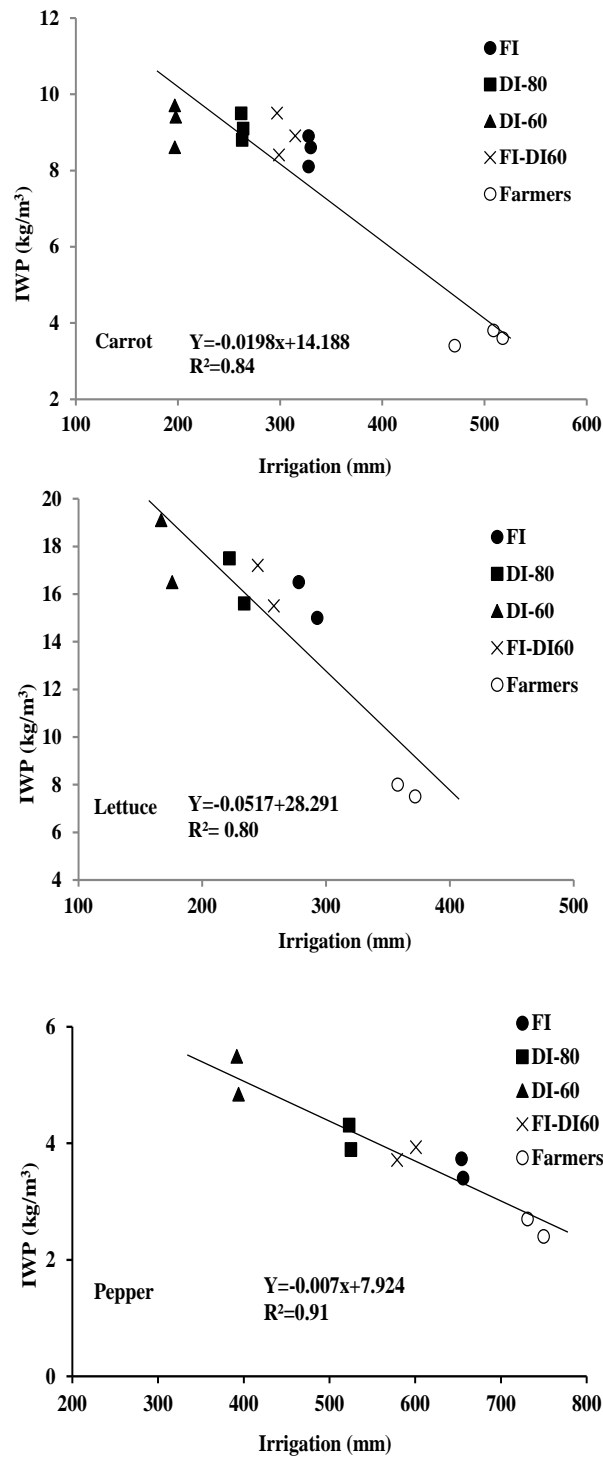 12
10
8
6
4
2
IWP (kg/m³)
FI
DI-80
DI-60
FI-DI60
Farmers
Carrot
Y=-0.0198x+14.188
R²=0.84
100
200
300
400
500
600
Irrigation (mm)
20
18
16
14
12
10
8
6
4
IWP (kg/m³)
FI
DI-80
DI-60
FI-DI60
Farmers
Lettuce
Y=-0.0517+28.291
R²= 0.80
100
200
300
400
500
Irrigation (mm)
6
4
2
0
IWP (kg/m³)
FI
DI-80
DI-60
FI-DI60
Farmers
Pepper
Y=-0.007x+7.924
R²=0.91
200
300
400
500
600
700
800
Irrigation (mm)